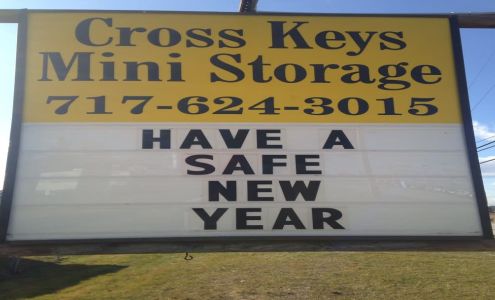 Cross Keys
Mini Storage
717-624-3015
HAVE A
SAFE
NEW
YEAR